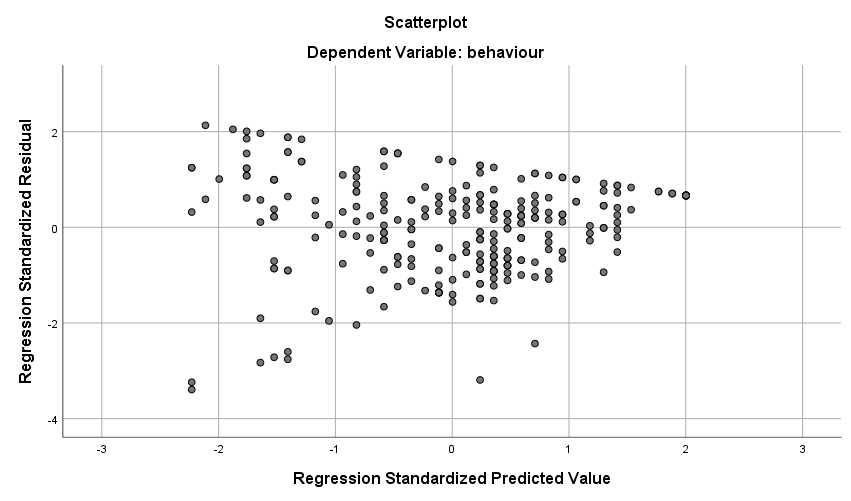 Scatterplot
Dependent Variable: behaviour
Regression Standardized Residual
2
0
-2
-4
-3
-2
-1
0
1
2
3
Regression Standardized Predicted Value